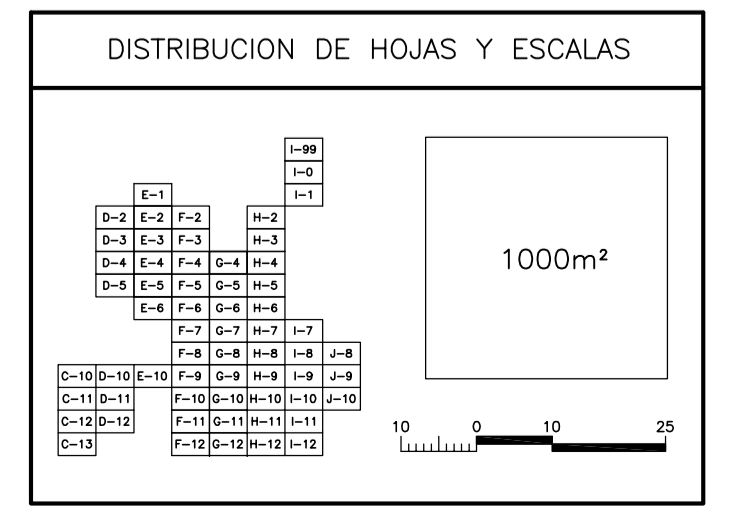 DISTRIBUCION DE HOJAS Y ESCALAS
I-99
I-0
E-1 I-1
D-2 E-2 F-2 H-2
D-3 E-3 F-3 H-3
D-4 E-4 F-4 G-4 H-4
D-5 E-5 F-5 G-5 H-5
E-6 F-6 G-6 H-6
F-7 G-7 H-7 I-7
F-8 G-8 H-8 I-8 J-8
C-10 D-10 E-10 F-9 G-9 H-9 I-9 J-9
C-11 D-11 F-10 G-10 H-10 I-10 J-10
C-12 D-12 F-11 G-11 H-11 I-11
C-13 F-12 G-12 H-12 I-12
1000m²
10 0 10 25